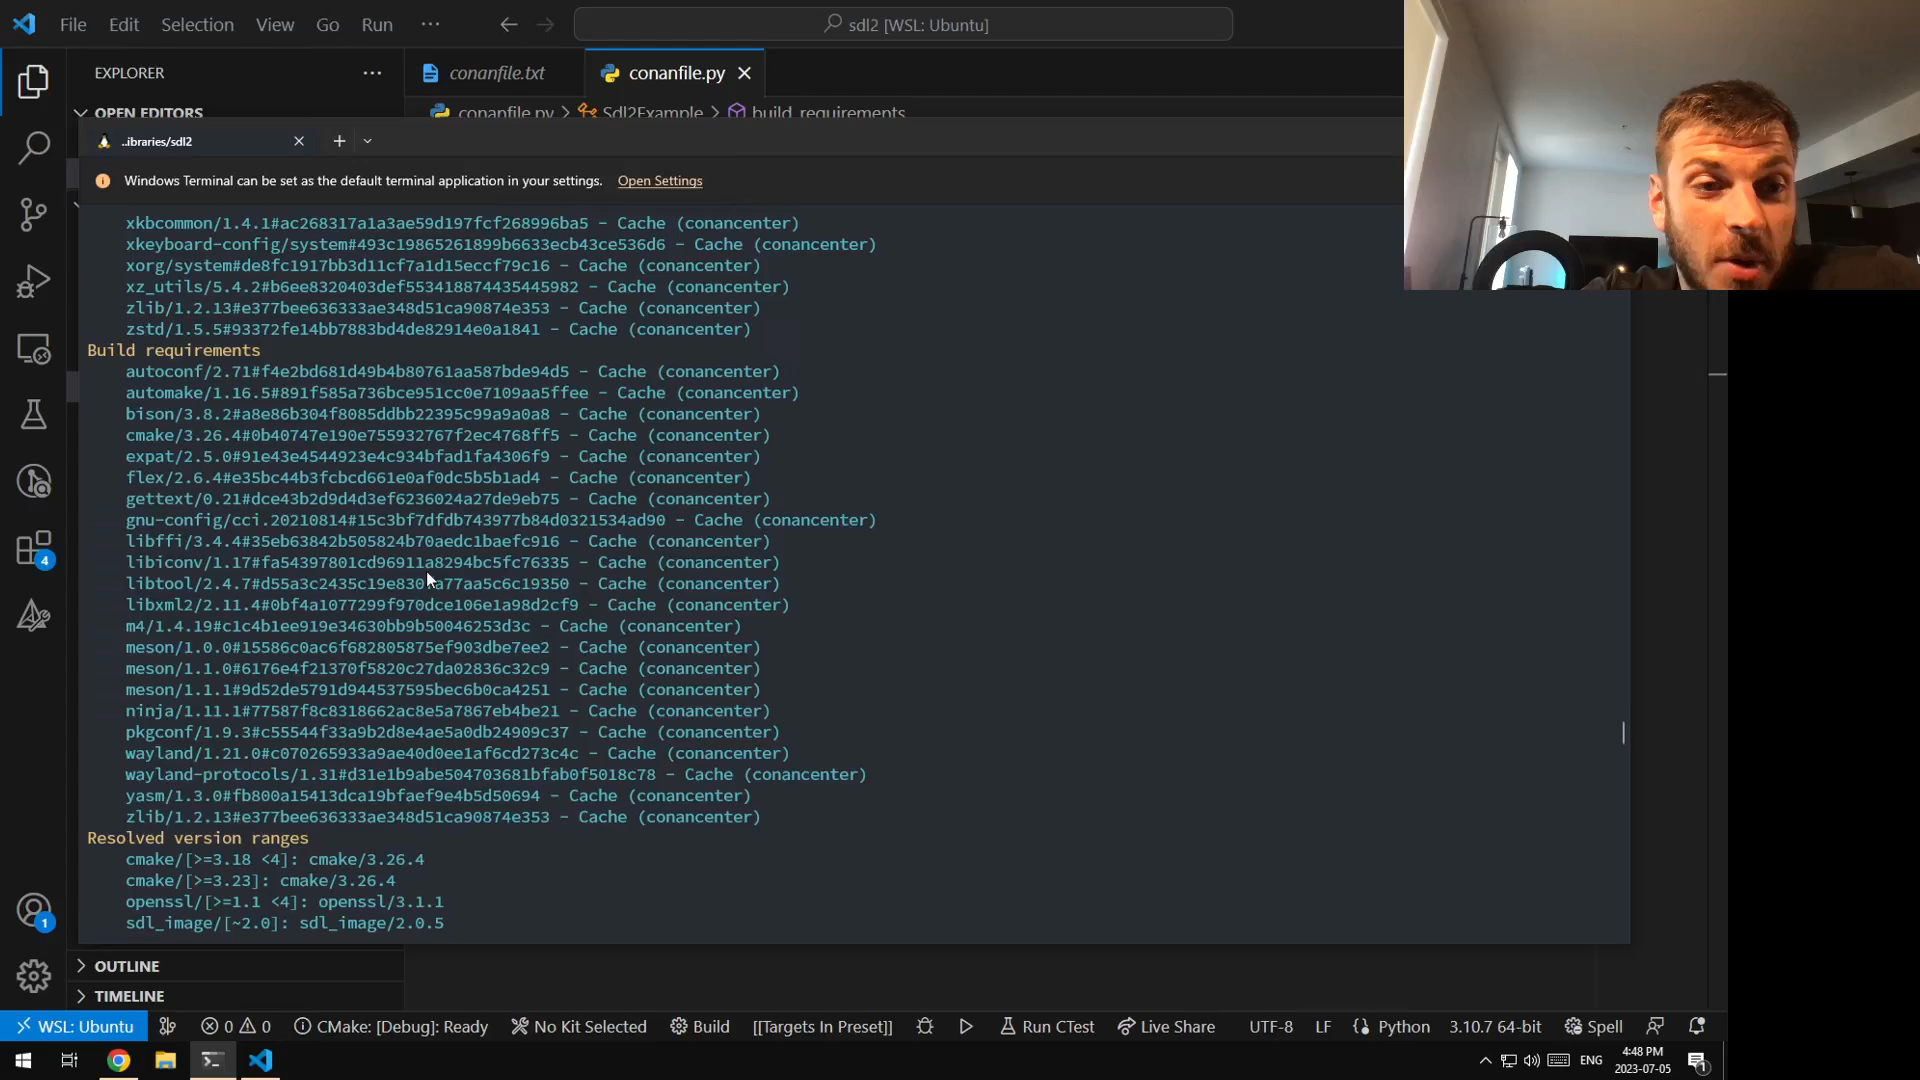 File Edit Selection View Go Run ··· sdl2 [WSL: Ubuntu]
EXPLORER ··· conanfile.txt conanfile.py
OPEN EDITORS conanfile.py > Sdl2Example > build_requirements
..ibraries/sdl2
Windows Terminal can be set as the default terminal application in your settings. Open Settings
xkbcommon/1.4.1#ac268317a1a3ae59d197fcf268996ba5 - Cache (conancenter)
xkeyboard-config/system#493c19865261899b6633ecb43ce536d6 - Cache (conancenter)
xorg/system#de8fc1917bb3d11cf7a1d15eccf79c16 - Cache (conancenter)
xz_utils/5.4.2#b6ee8320403def553418874435445982 - Cache (conancenter)
zlib/1.2.13#e377bee636333ae348d51ca90874e353 - Cache (conancenter)
zstd/1.5.5#93372fe14bb7883bd4de82914e0a1841 - Cache (conancenter)
Build requirements
autoconf/2.71#f4e2bd681d49b4b80761aa587bde94d5 - Cache (conancenter)
automake/1.16.5#891f585a736bce951cc0e7109aa5ffee - Cache (conancenter)
bison/3.8.2#a8e86b304f8085ddbb22395c99a9a0a8 - Cache (conancenter)
cmake/3.26.4#0b40747e190e755932767f2ec4768ff5 - Cache (conancenter)
expat/2.5.0#91e43e4544923e4c934bfad1fa4306f9 - Cache (conancenter)
flex/2.6.4#e35bc44b3fcbcd661e0af0dc5b5b1ad4 - Cache (conancenter)
gettext/0.21#dce43b2d9d4d3ef6236024a27de9eb75 - Cache (conancenter)
gnu-config/cci.20210814#15c3bf7dfdb743977b84d0321534ad90 - Cache (conancenter)
libffi/3.4.4#35eb63842b505824b70aedc1baefc916 - Cache (conancenter)
libiconv/1.17#fa54397801cd96911a8294bc5fc76335 - Cache (conancenter)
libtool/2.4.7 - Cache (conancenter)
libxml2/2.11.4#0bf4a1077299f970dce106e1a98d2cf9 - Cache (conancenter)
m4/1.4.19#c1c4b1ee919e34630bb9b50046253d3c - Cache (conancenter)
meson/1.0.0#15586c0ac6f682805875ef903dbe7ee2 - Cache (conancenter)
meson/1.1.0#6176e4f21370f5820c27da02836c32c9 - Cache (conancenter)
meson/1.1.1#9d52de5791d944537595bec6b0ca4251 - Cache (conancenter)
ninja/1.11.1#77587f8c8318662ac8e5a7867eb4be21 - Cache (conancenter)
pkgconf/1.9.3#c55544f33a9b2d8e4ae5a0db24909c37 - Cache (conancenter)
wayland/1.21.0#c070265933a9ae40d0ee1af6cd273c4c - Cache (conancenter)
wayland-protocols/1.31#d31e1b9abe504703681bfab0f5018c78 - Cache (conancenter)
yasm/1.3.0#fb800a15413dca19bfaef9e4b5d50694 - Cache (conancenter)
zlib/1.2.13#e377bee636333ae348d51ca90874e353 - Cache (conancenter)
Resolved version ranges
cmake/[>=3.18 <4]: cmake/3.26.4
cmake/[>=3.23]: cmake/3.26.4
openssl/[>=1.1 <4]: openssl/3.1.1
sdl_image/[~2.0]: sdl_image/2.0.5
4
1
OUTLINE
TIMELINE
WSL: Ubuntu 0 0 CMake: [Debug]: Ready No Kit Selected Build [[Targets In Preset]] Run CTest Live Share UTF-8 LF Python 3.10.7 64-bit Spell
ENG 4:48 PM
2023-07-05 1